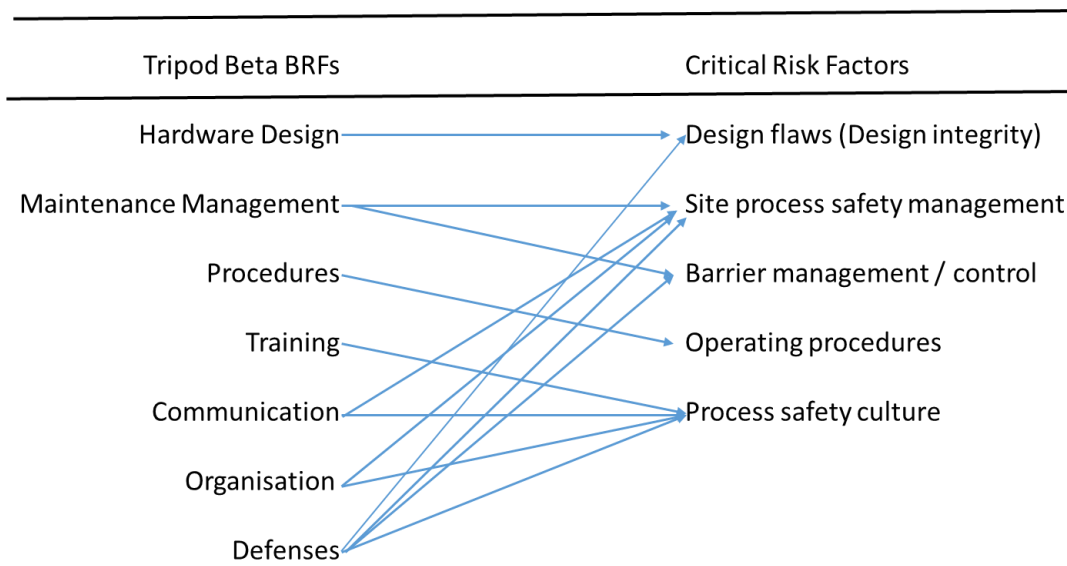 Tripod Beta BRFs Critical Risk Factors
Hardware Design Design flaws (Design integrity)
Maintenance Management Site process safety management
Procedures Barrier management / control
Training Operating procedures
Communication Process safety culture
Organisation
Defenses